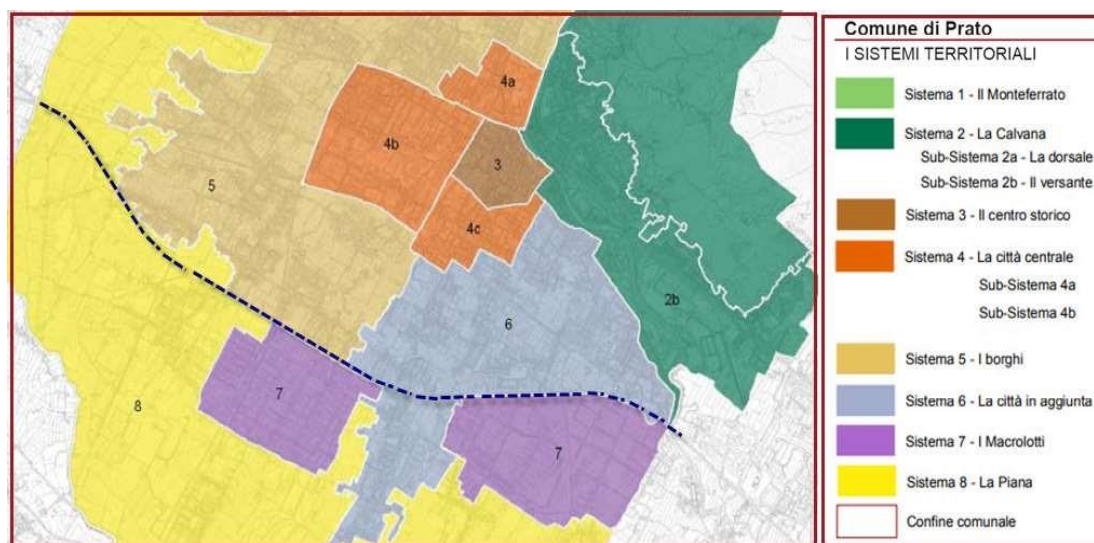 4a
4b
3
5
4c
2b
6
7
8
7
Comune di Prato
I SISTEMI TERRITORIALI
Sistema 1 - Il Monteferrato
Sistema 2 - La Calvana
Sub-Sistema 2a - La dorsale
Sub-Sistema 2b - Il versante
Sistema 3 - Il centro storico
Sistema 4 - La città centrale
Sub-Sistema 4a
Sub-Sistema 4b
Sistema 5 - I borghi
Sistema 6 - La città in aggiunta
Sistema 7 - I Macrolotti
Sistema 8 - La Piana
Confine comunale